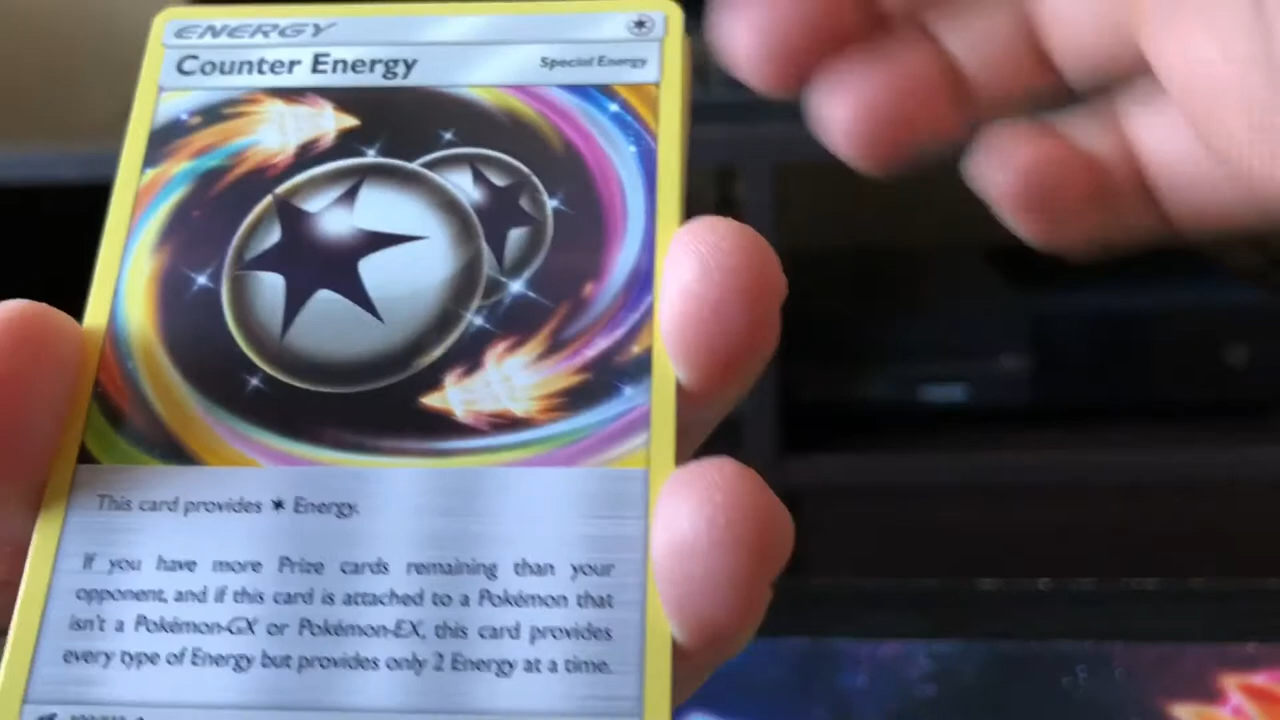 ENERGY
Counter Energy
Special Energy
This card provides Energy.
If you have more Prize cards remaining than your
opponent, and if this card is attached to a Pokémon that
isn't a Pokémon-GX or Pokémon-EX, this card provides
every type of Energy but provides only 2 Energy at a time.